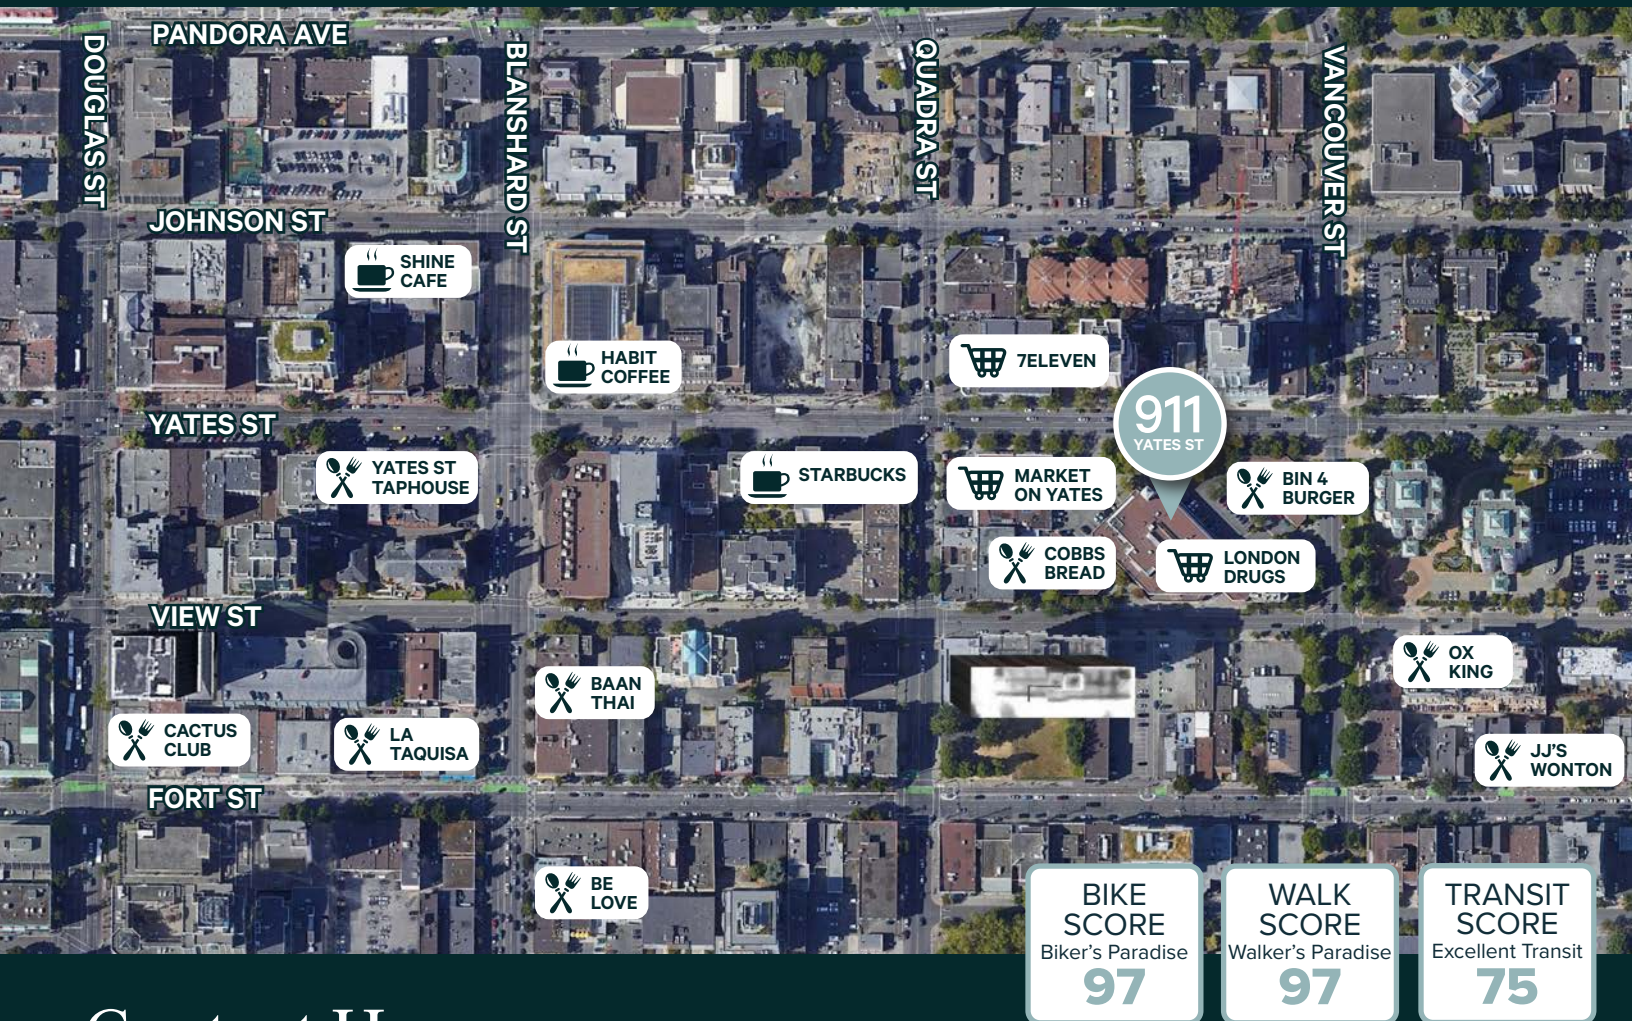 PANDORA AVE
DOUGLAS ST
BLANSHARD ST
QUADRA ST
VANCOUVER ST
JOHNSON ST
SHINE
CAFE
HABIT
COFFEE
7ELEVEN
911
YATES ST
YATES ST
YATES ST
TAPHOUSE
STARBUCKS
MARKET
ON YATES
BIN 4
BURGER
COBBS
BREAD
LONDON
DRUGS
VIEW ST
OX
KING
BAAN
THAI
CACTUS
CLUB
LA
TAQUISA
JJ'S
WONTON
FORT ST
BE
LOVE
BIKE
SCORE
Biker's Paradise
97
WALK
SCORE
Walker's Paradise
97
TRANSIT
SCORE
Excellent Transit
75